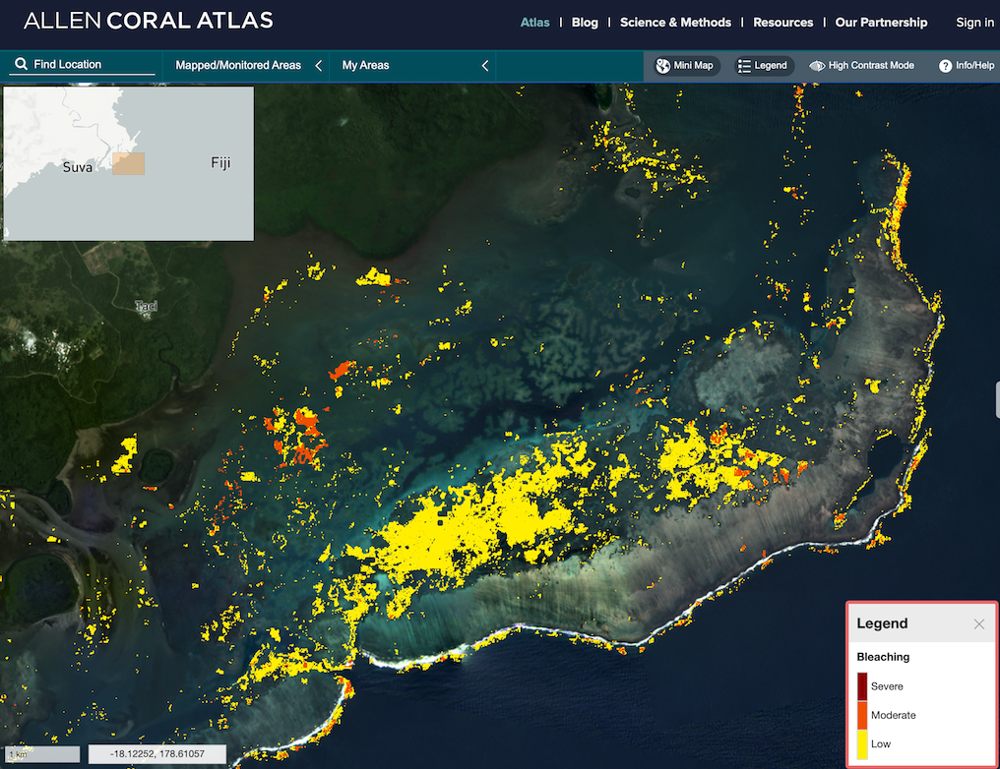 ALLEN CORAL ATLAS
Atlas | Blog | Science & Methods | Resources | Our Partnership Sign in
Find Location Mapped/Monitored Areas My Areas Mini Map Legend High Contrast Mode ? Info/Help
Suva Fiji
Taci
Legend
Bleaching
Severe
Moderate
Low
1 km -18.12252, 178.61057